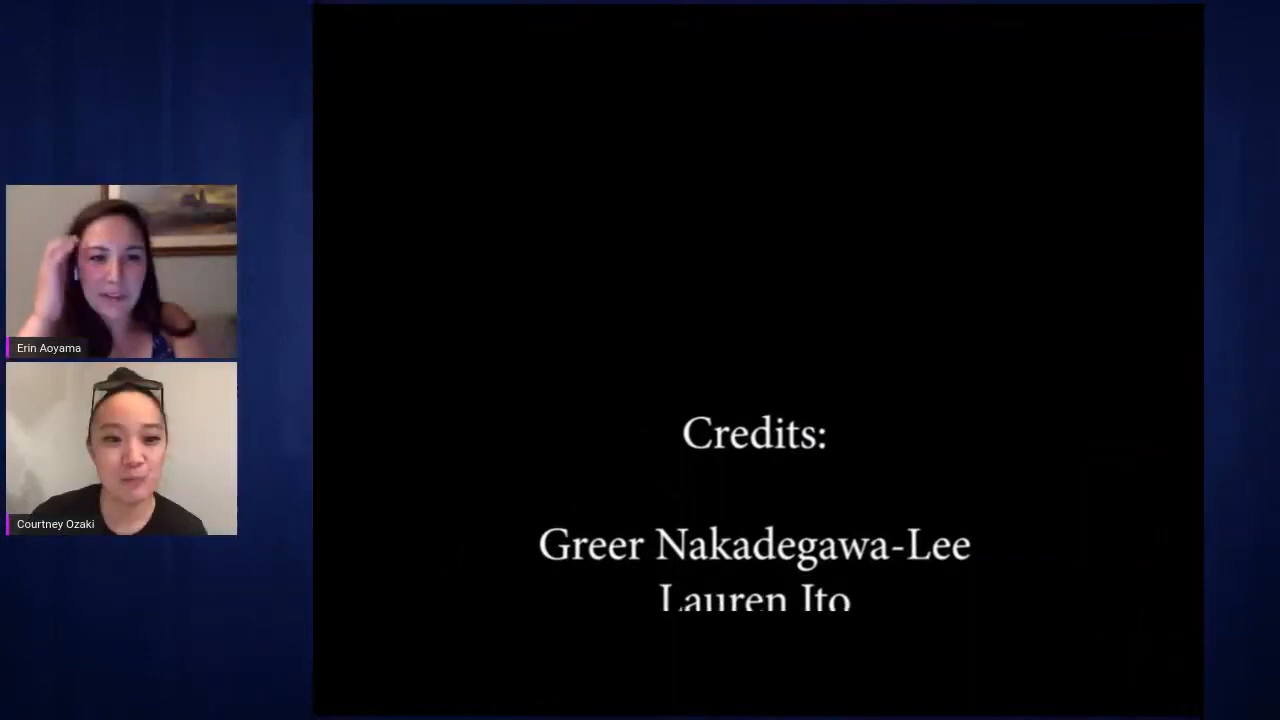 Erin Aoyama
Courtney Ozaki
Credits:
Greer Nakadegawa-Lee
Lauren Ito